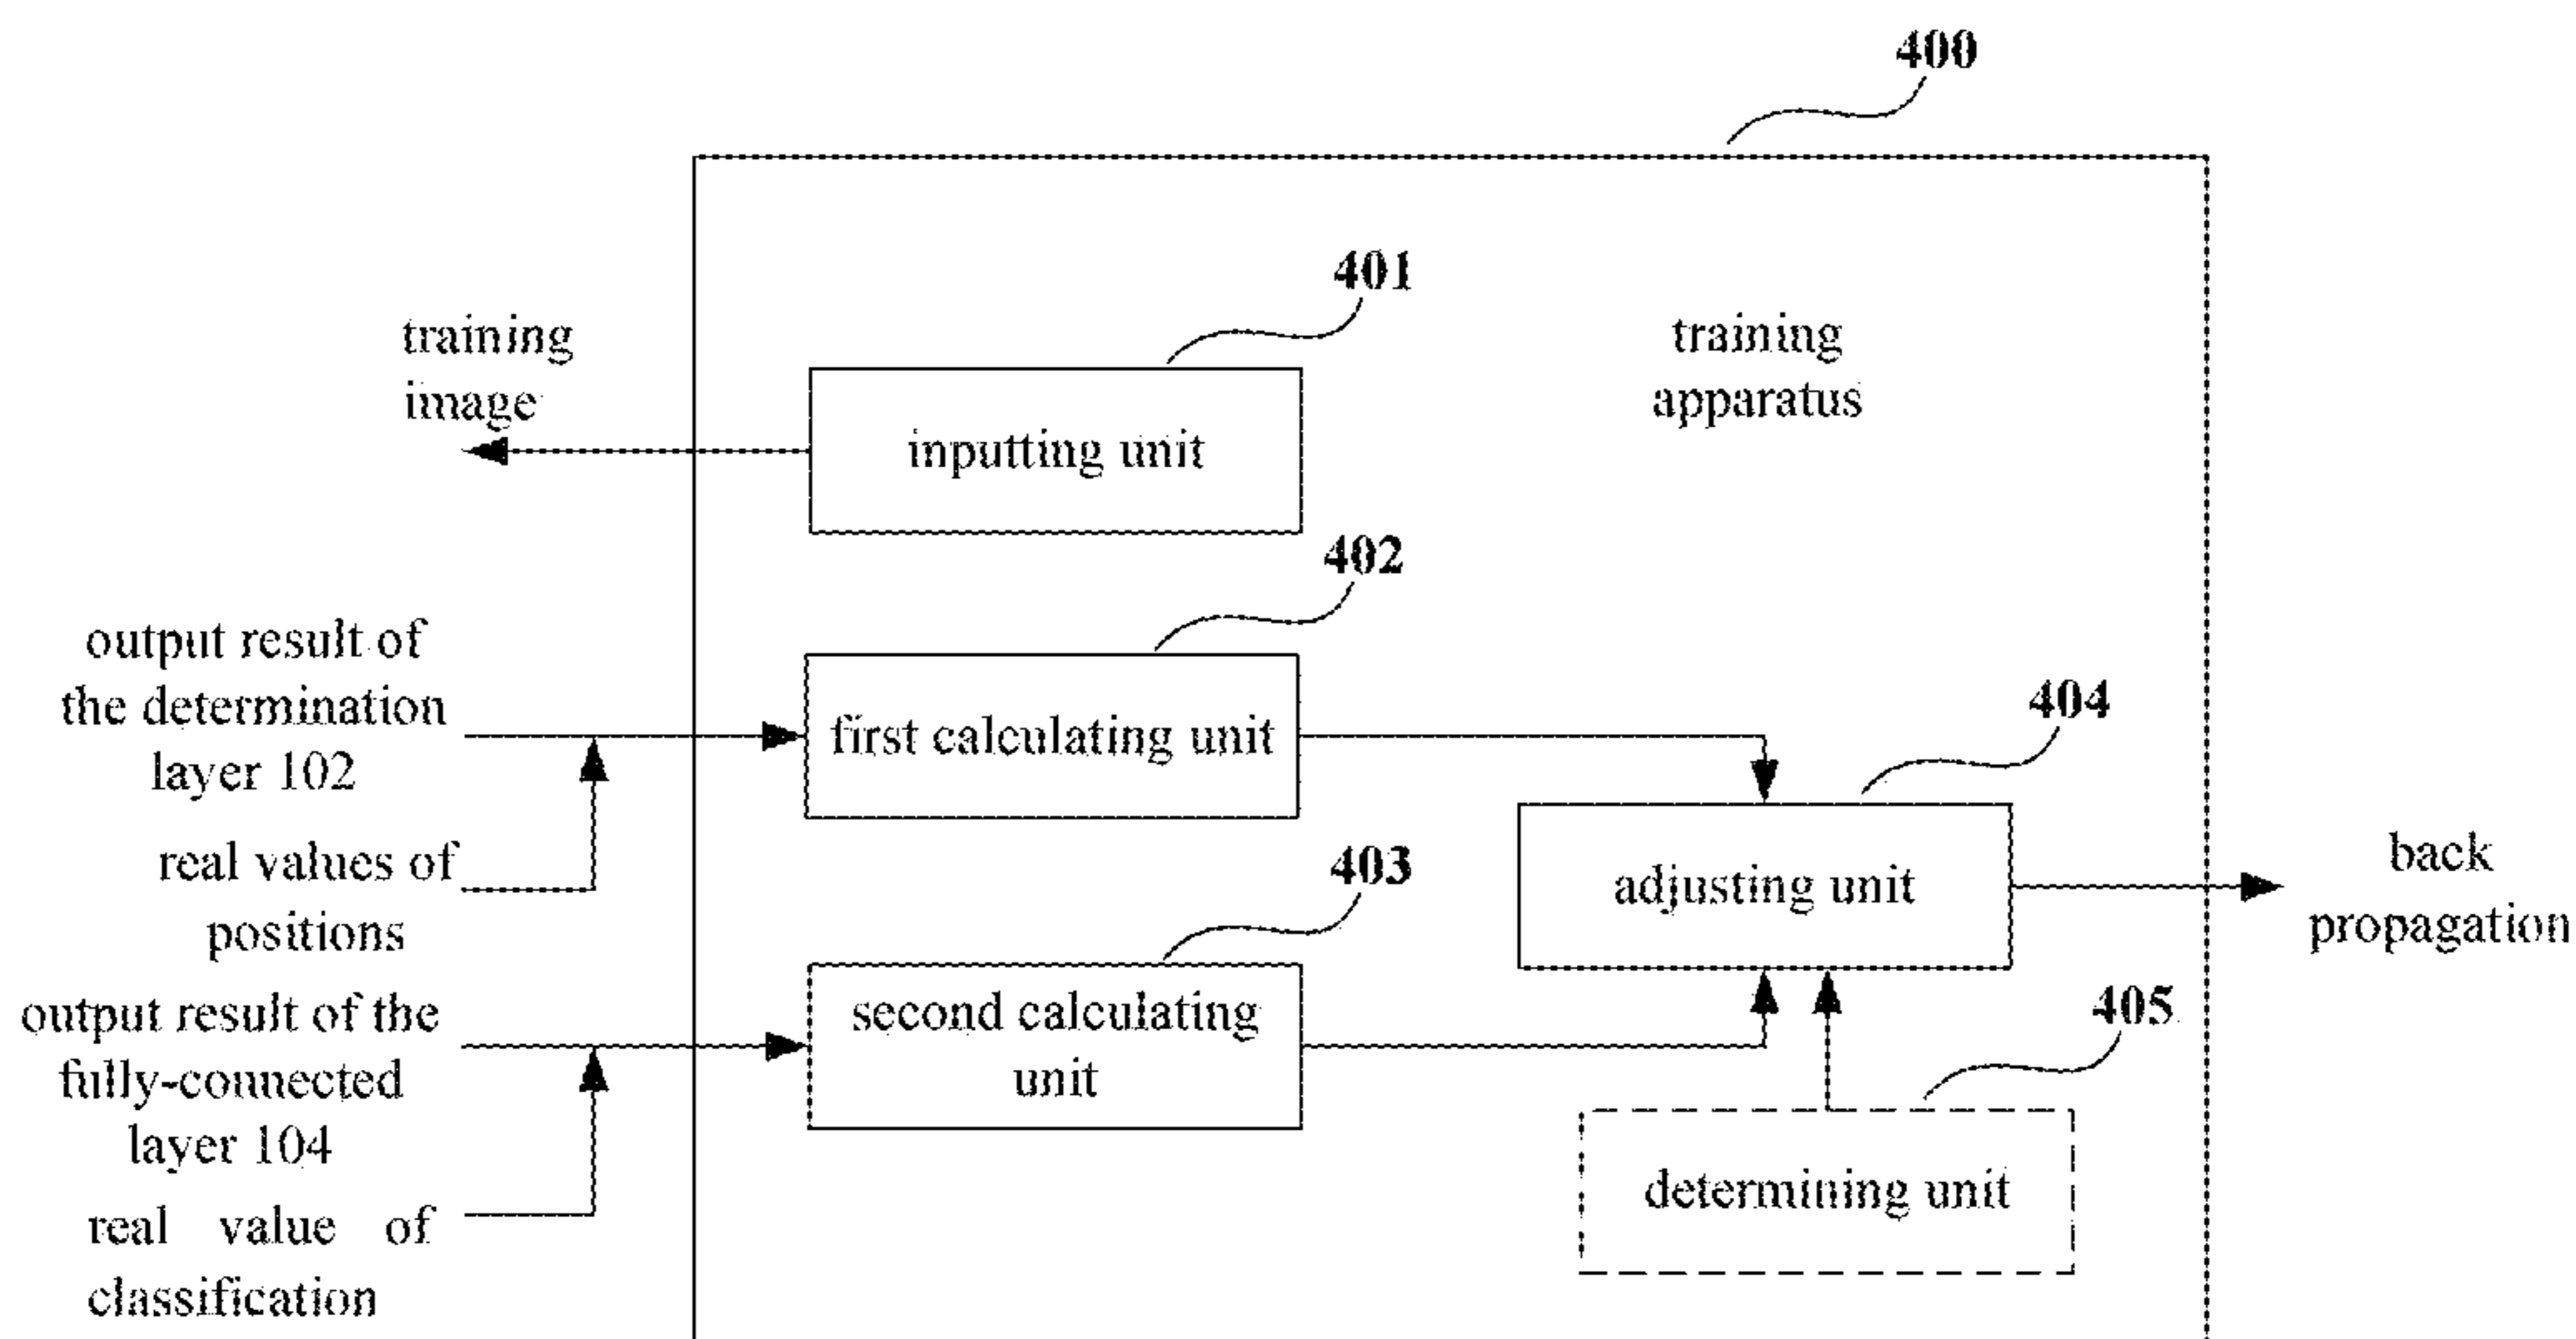 400
401
training
image
training
apparatus
inputting unit
402
output result of
the determination
layer 102
first calculating unit
404
real values of
positions
403
adjusting unit
back
propagation
output result of the
fully-connected
layer 104
second calculating
unit
405
determining unit
real value of
classification